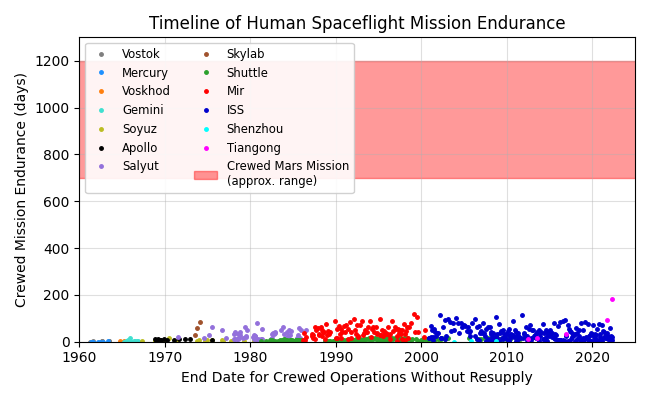 Timeline of Human Spaceflight Mission Endurance
Crewed Mission Endurance (days)
1200
1000
800
600
400
200
0
Vostok
Mercury
Voskhod
Gemini
Soyuz
Apollo
Salyut
Skylab
Shuttle
Mir
ISS
Shenzhou
Tiangong
Crewed Mars Mission
(approx. range)
1960 1970 1980 1990 2000 2010 2020
End Date for Crewed Operations Without Resupply